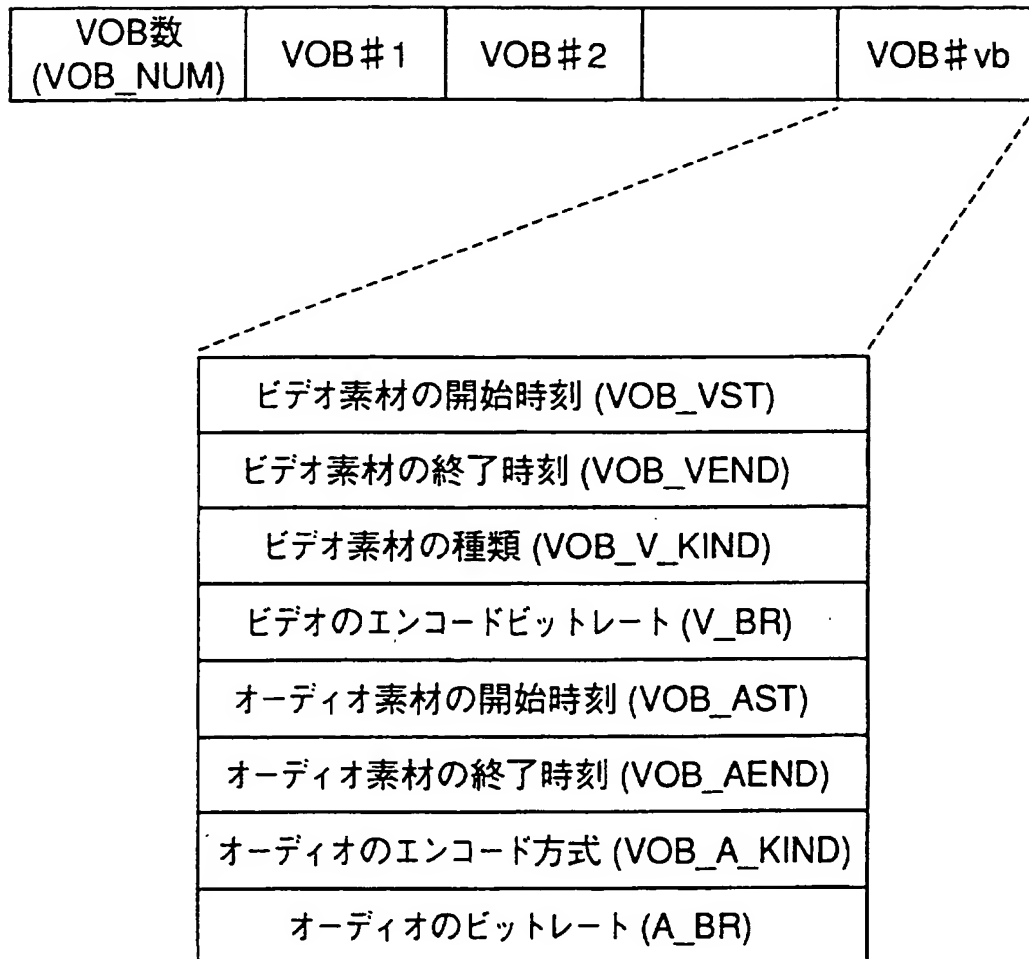 VOB数
(VOB_NUM)
VOB♯1
VOB♯2
VOB♯vb
ビデオ素材の開始時刻 (VOB_VST)
ビデオ素材の終了時刻 (VOB_VEND)
ビデオ素材の種類 (VOB_V_KIND)
ビデオのエンコードビットレート (V_BR)
オーディオ素材の開始時刻 (VOB_AST)
オーディオ素材の終了時刻 (VOB_AEND)
オーディオのエンコード方式 (VOB_A_KIND)
オーディオのビットレート (A_BR)